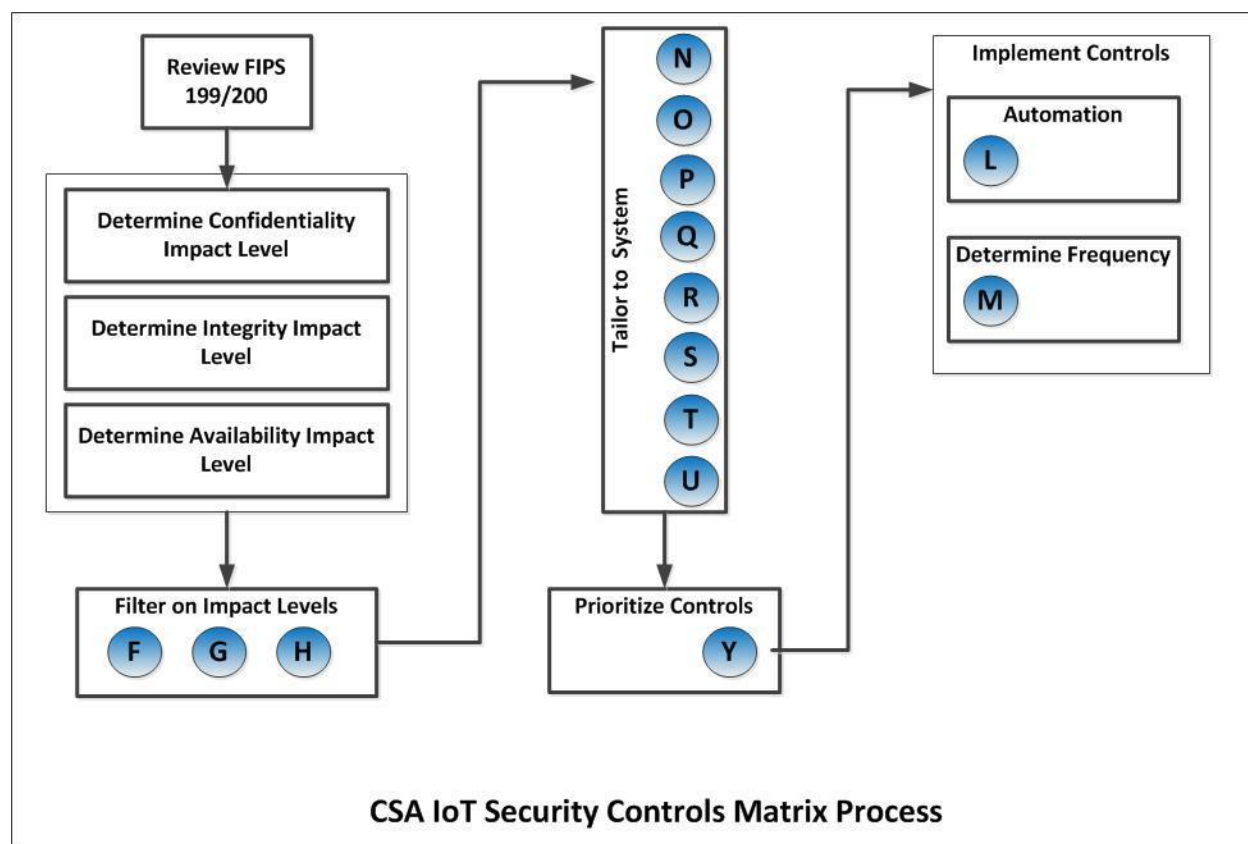 Review FIPS
199/200
Determine Confidentiality
Impact Level
Determine Integrity Impact
Level
Determine Availability Impact
Level
Filter on Impact Levels
F G H
Tailor to System
N
O
P
Q
R
S
T
U
Prioritize Controls
Y
Implement Controls
Automation
L
Determine Frequency
M
CSA IoT Security Controls Matrix Process